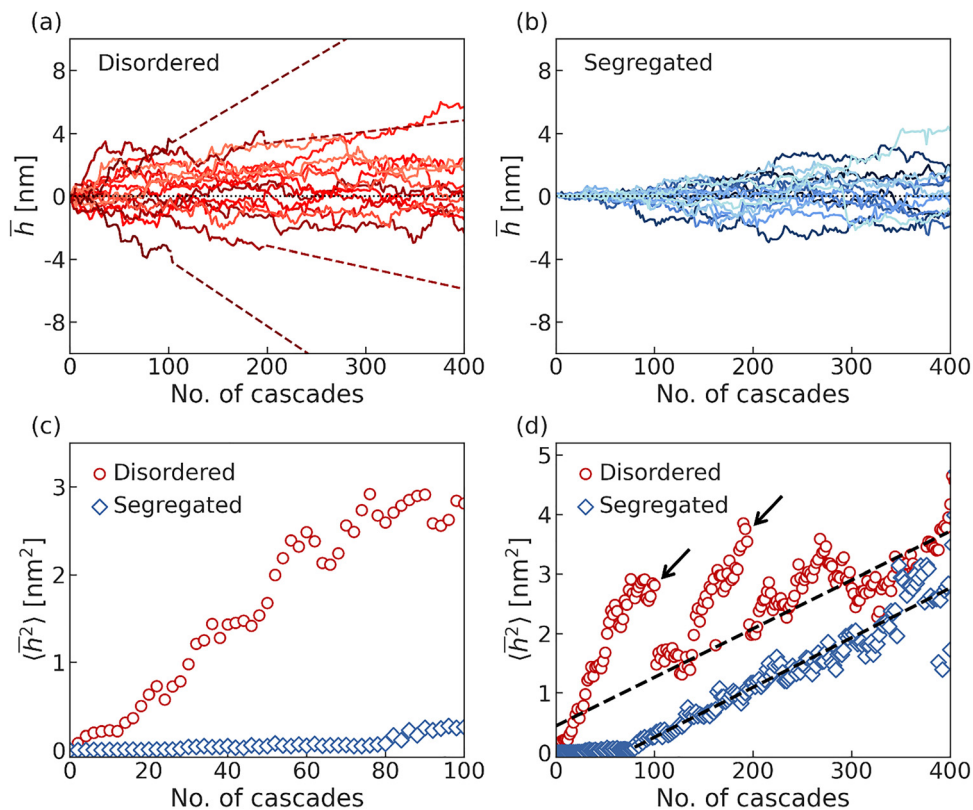 (a)
Disordered
8
4
0
-4
-8
h̅ [nm]
0 100 200 300 400
No. of cascades
(b)
Segregated
8
4
0
-4
-8
h̅ [nm]
0 100 200 300 400
No. of cascades
(c)
Disordered
Segregated
3
2
1
0
⟨h̅²⟩ [nm²]
0 20 40 60 80 100
No. of cascades
(d)
Disordered
Segregated
5
4
3
2
1
0
⟨h̅²⟩ [nm²]
0 100 200 300 400
No. of cascades